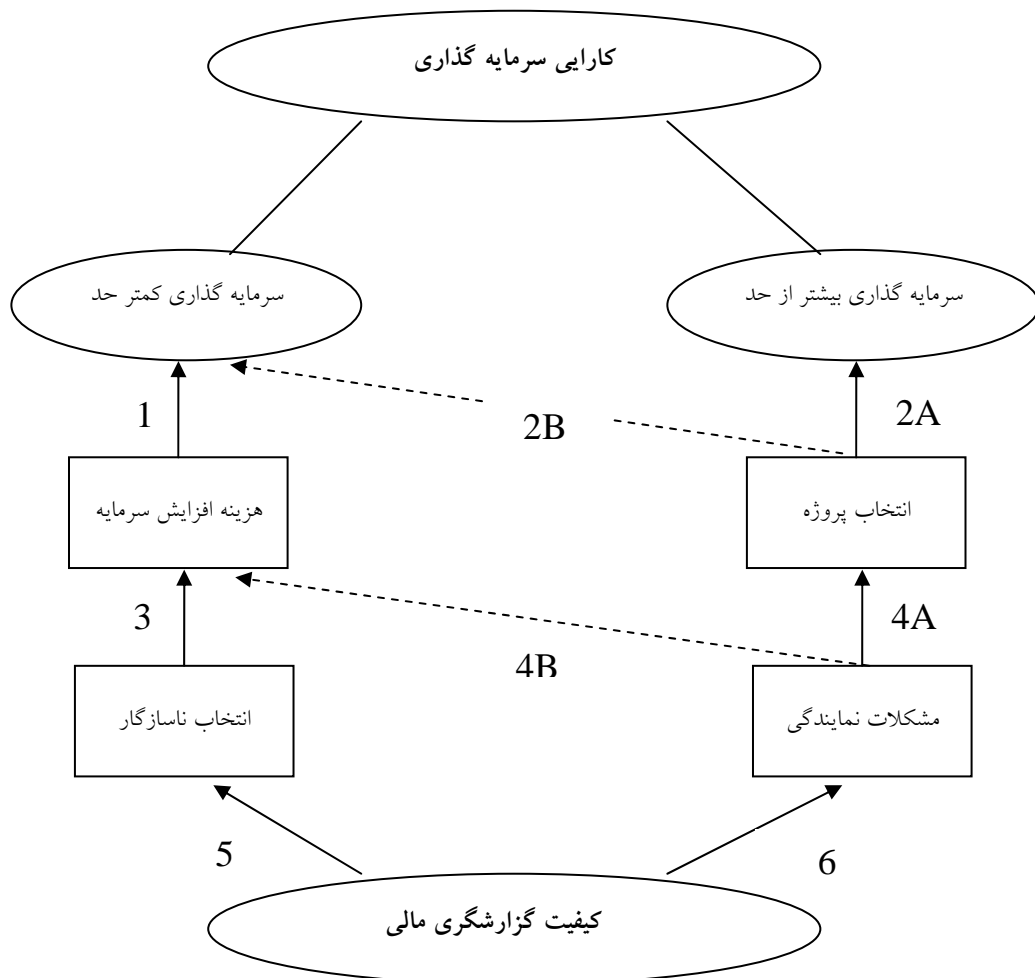 کارایی سرمایه گذاری
سرمایه گذاری بیشتر از حد
سرمایه گذاری کمتر حد
2A
2B
1
انتخاب پروژه
هزینه افزایش سرمایه
4A
4B
3
مشکلات نمایندگی
انتخاب ناسازگار
6
5
کیفیت گزارشگری مالی